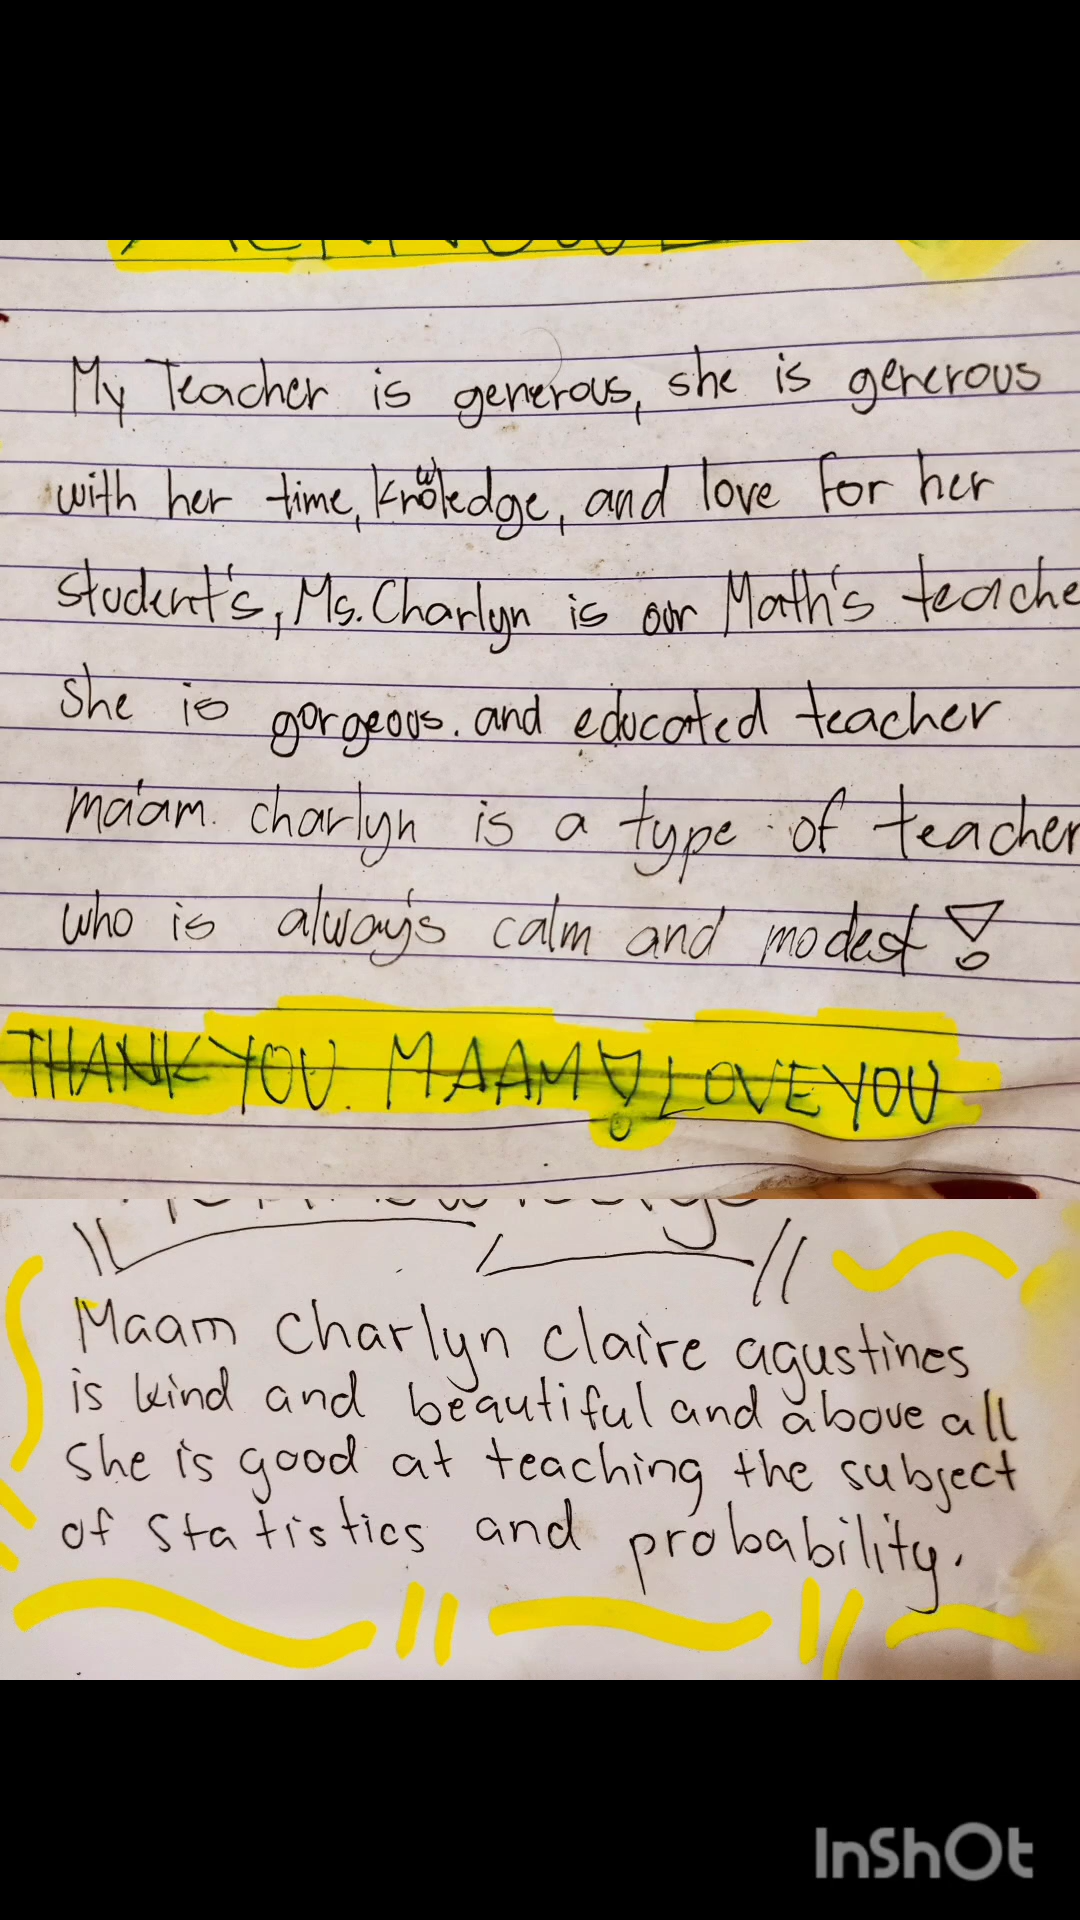 My Teacher is generous, she is generous
with her time, knowledge, and love for her
student's, Ms. Charlyn is our Math's teache
she is gorgeous. and educated teacher
ma'am. charlyn is a type of teacher
who is alway's calm and modest!
THANK YOU. MAAM! LOVE YOU
Maam Charlyn Claire agustines
is kind and beautiful and above all
she is good at teaching the subject
of statistics and probability.
InShOt